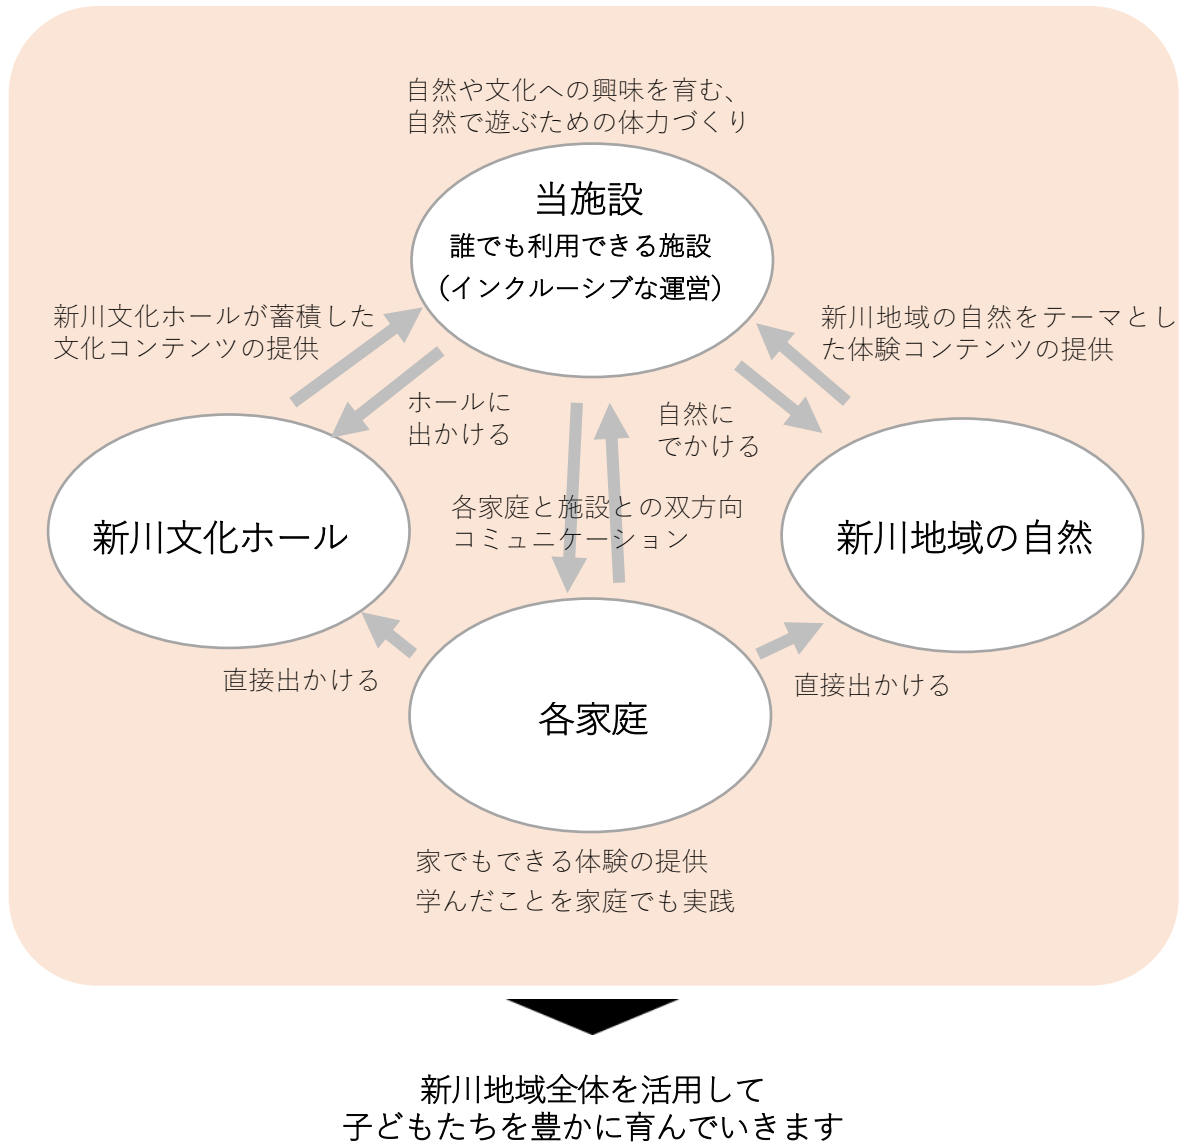 自然や文化への興味を育む、
自然で遊ぶための体力づくり
当施設
誰でも利用できる施設
（インクルーシブな運営）
新川文化ホールが蓄積した
文化コンテンツの提供
新川地域の自然をテーマとし
た体験コンテンツの提供
ホールに
出かける
自然に
でかける
各家庭と施設との双方向
コミュニケーション
新川文化ホール
新川地域の自然
直接出かける
直接出かける
各家庭
家でもできる体験の提供
学んだことを家庭でも実践
新川地域全体を活用して
子どもたちを豊かに育んでいきます